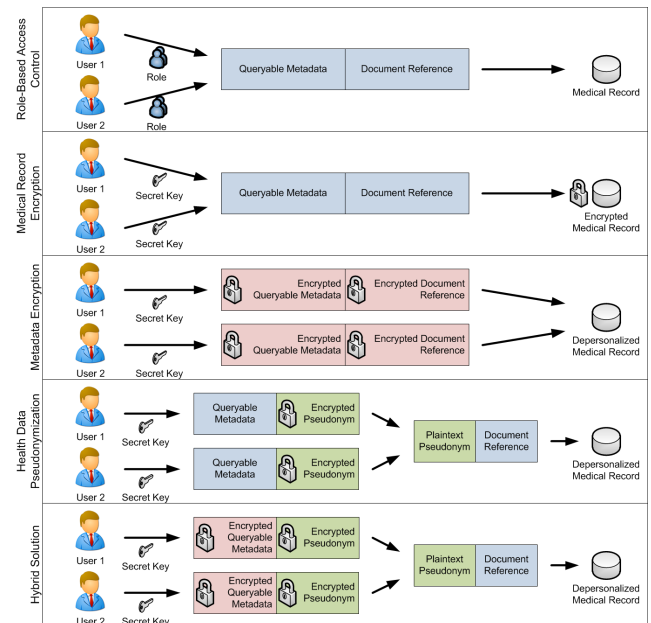 Role-Based Access
Control
User 1
Role
User 2
Role
Queryable Metadata
Document Reference
Medical Record
Medical Record
Encryption
User 1
Secret Key
User 2
Secret Key
Queryable Metadata
Document Reference
Encrypted
Medical Record
Metadata Encryption
User 1
Secret Key
User 2
Secret Key
Encrypted
Queryable Metadata
Encrypted Document
Reference
Encrypted
Queryable Metadata
Encrypted Document
Reference
Depersonalized
Medical Record
Health Data
Pseudonymization
User 1
Secret Key
User 2
Secret Key
Queryable
Metadata
Encrypted
Pseudonym
Queryable
Metadata
Encrypted
Pseudonym
Plaintext
Pseudonym
Document
Reference
Depersonalized
Medical Record
Hybrid Solution
User 1
Secret Key
User 2
Secret Key
Encrypted
Queryable
Metadata
Encrypted
Pseudonym
Encrypted
Queryable
Metadata
Encrypted
Pseudonym
Plaintext
Pseudonym
Document
Reference
Depersonalized
Medical Record